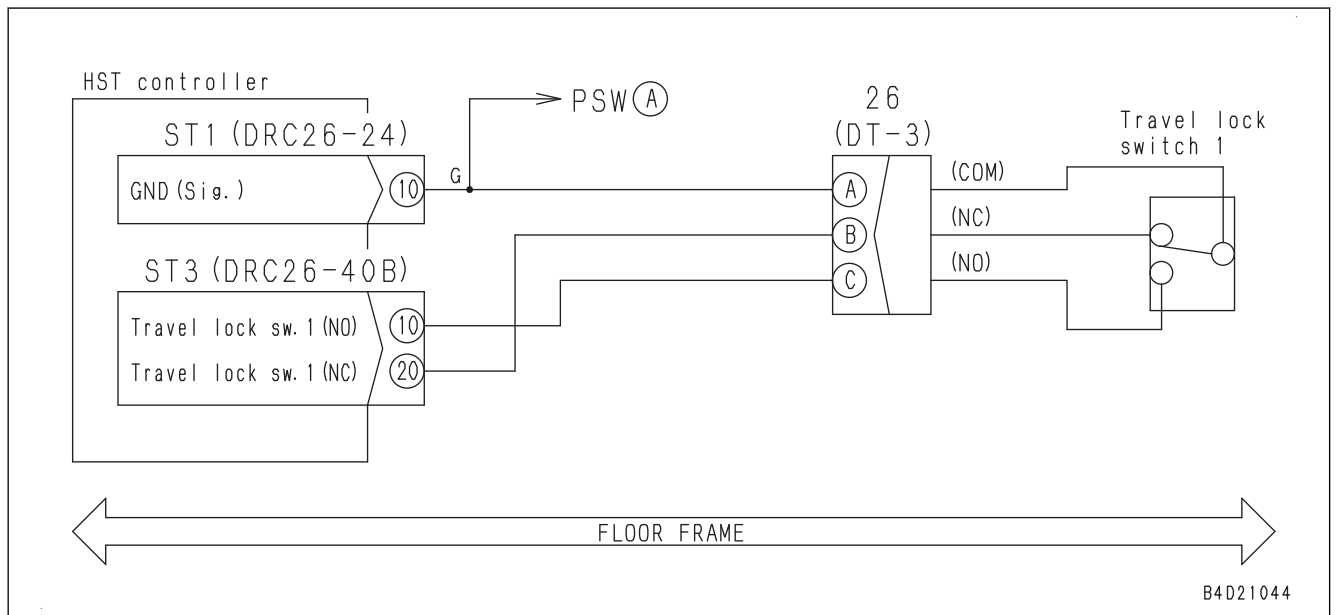 HST controller
ST1 (DRC26-24)
GND (Sig.)
10
G
PSW A
26
(DT-3)
A
B
C
(COM)
(NC)
(NO)
Travel lock
switch 1
ST3 (DRC26-40B)
Travel lock sw. 1 (NO)
10
Travel lock sw. 1 (NC)
20
FLOOR FRAME
B4D21044